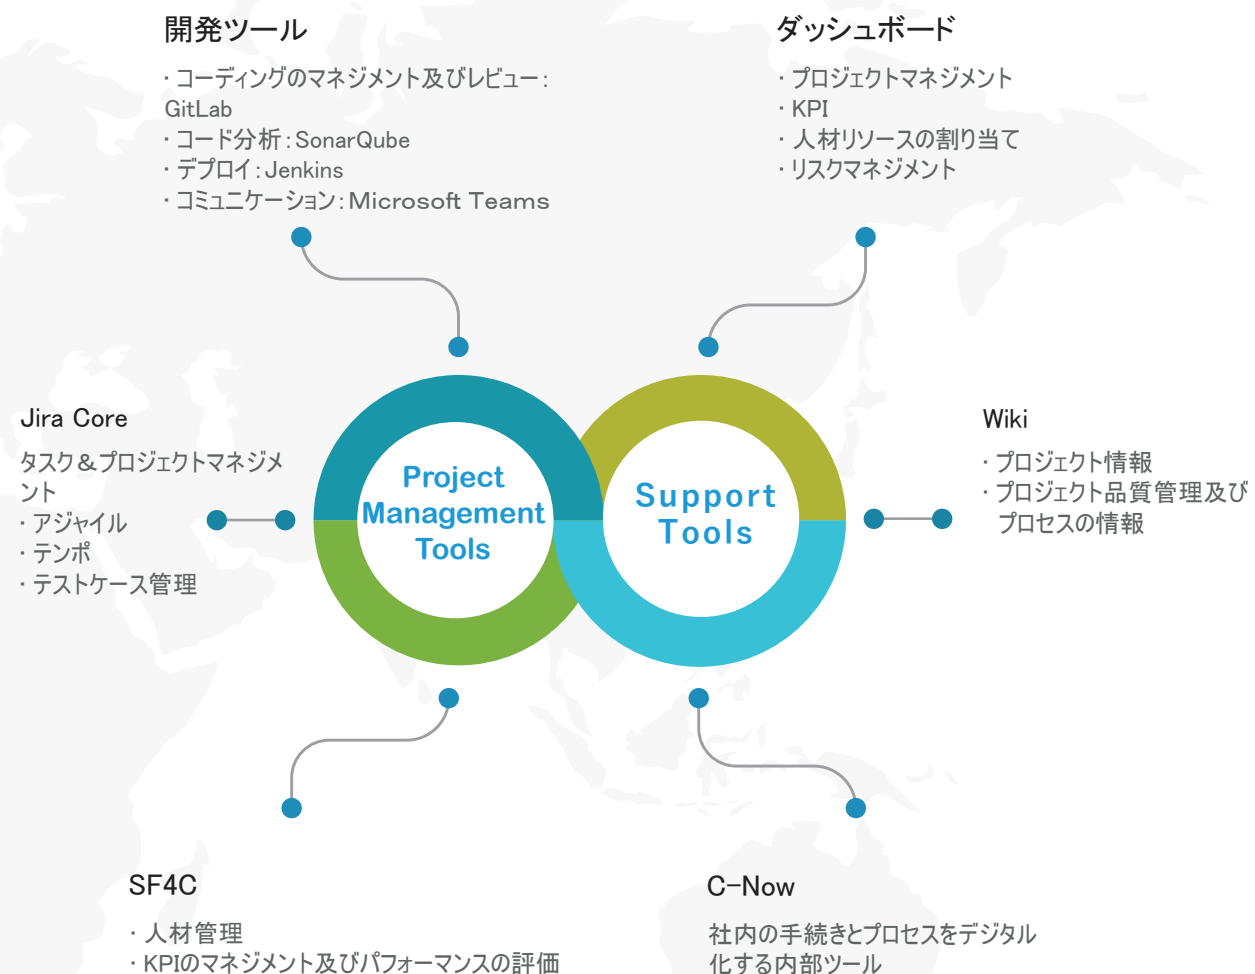 開発ツール
・コーディングのマネジメント及びレビュー：
GitLab
・コード分析：SonarQube
・デプロイ：Jenkins
・コミュニケーション：Microsoft Teams
ダッシュボード
・プロジェクトマネジメント
・KPI
・人材リソースの割り当て
・リスクマネジメント
Jira Core
タスク＆プロジェクトマネジメ
ント
・アジャイル
・テンポ
・テストケース管理
Project
Management
Tools
Support
Tools
Wiki
・プロジェクト情報
・プロジェクト品質管理及び
プロセスの情報
SF4C
・人材管理
・KPIのマネジメント及びパフォーマンスの評価
C-Now
社内の手続きとプロセスをデジタル
化する内部ツール